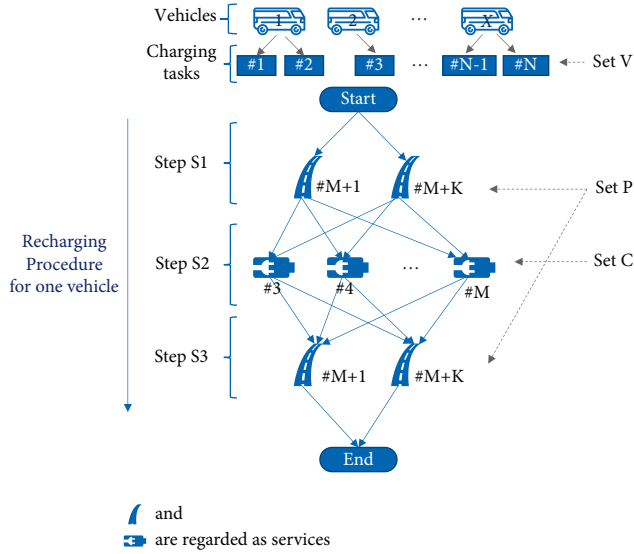 Vehicles
1 2 ... X
Charging
tasks
#1 #2 #3 ... #N-1 #N
Set V
Start
Step S1
#M+1 #M+K
Set P
Recharging
Procedure
for one vehicle
Step S2
...
Set C
#3 #4 #M
Step S3
#M+1 #M+K
End
and
are regarded as services